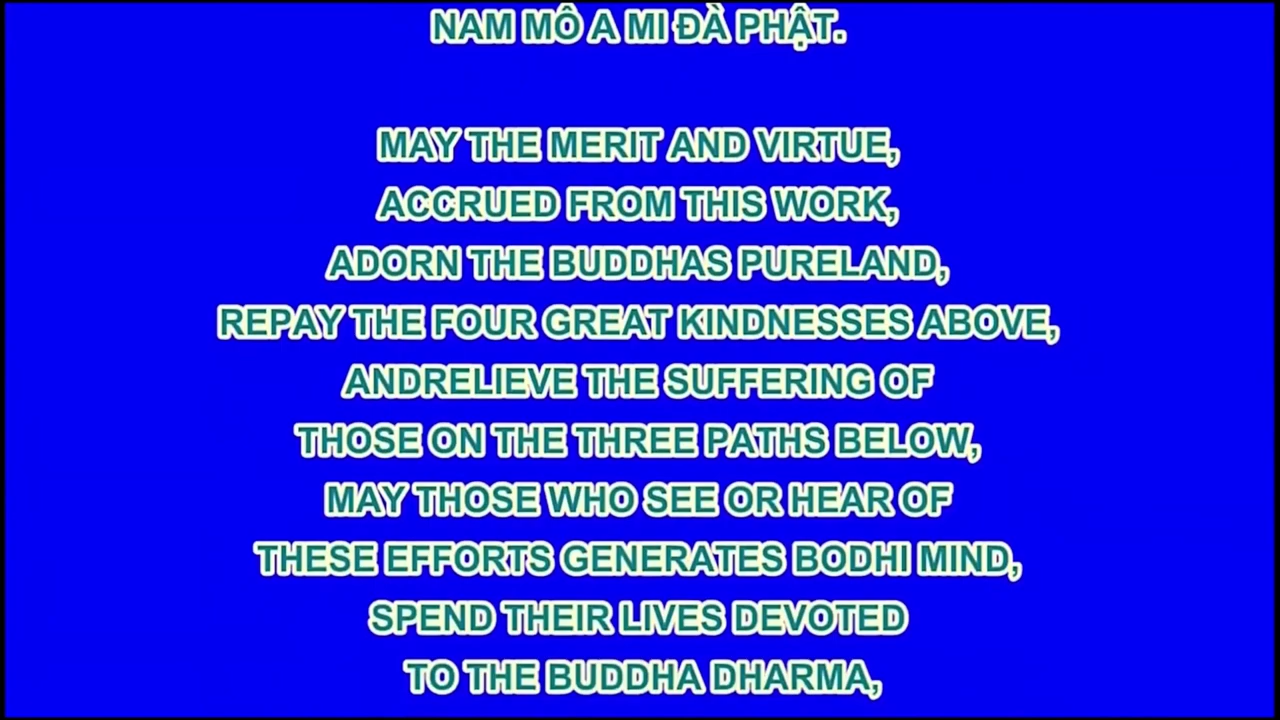 NAM MÔ A MI ĐÀ PHẬT.
MAY THE MERIT AND VIRTUE,
ACCRUED FROM THIS WORK,
ADORN THE BUDDHAS PURELAND,
REPAY THE FOUR GREAT KINDNESSES ABOVE,
ANDRELIEVE THE SUFFERING OF
THOSE ON THE THREE PATHS BELOW,
MAY THOSE WHO SEE OR HEAR OF
THESE EFFORTS GENERATES BODHI MIND,
SPEND THEIR LIVES DEVOTED
TO THE BUDDHA DHARMA,